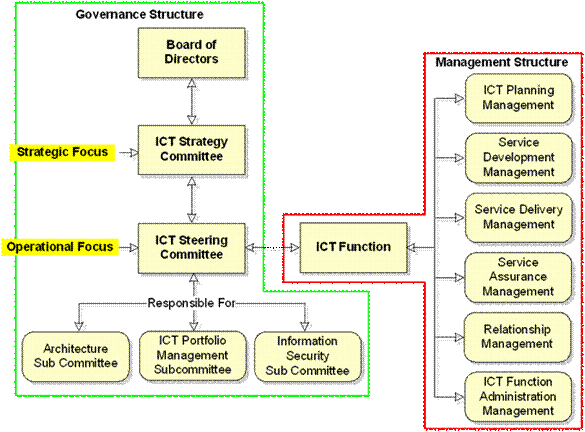 Governance Structure
Board of
Directors
Strategic Focus
ICT Strategy
Committee
Operational Focus
ICT Steering
Committee
Responsible For
Architecture
Sub Committee
ICT Portfolio
Management
Subcommittee
Information
Security
Sub Committee
ICT Function
Management Structure
ICT Planning
Management
Service
Development
Management
Service Delivery
Management
Service
Assurance
Management
Relationship
Management
ICT Function
Administration
Management